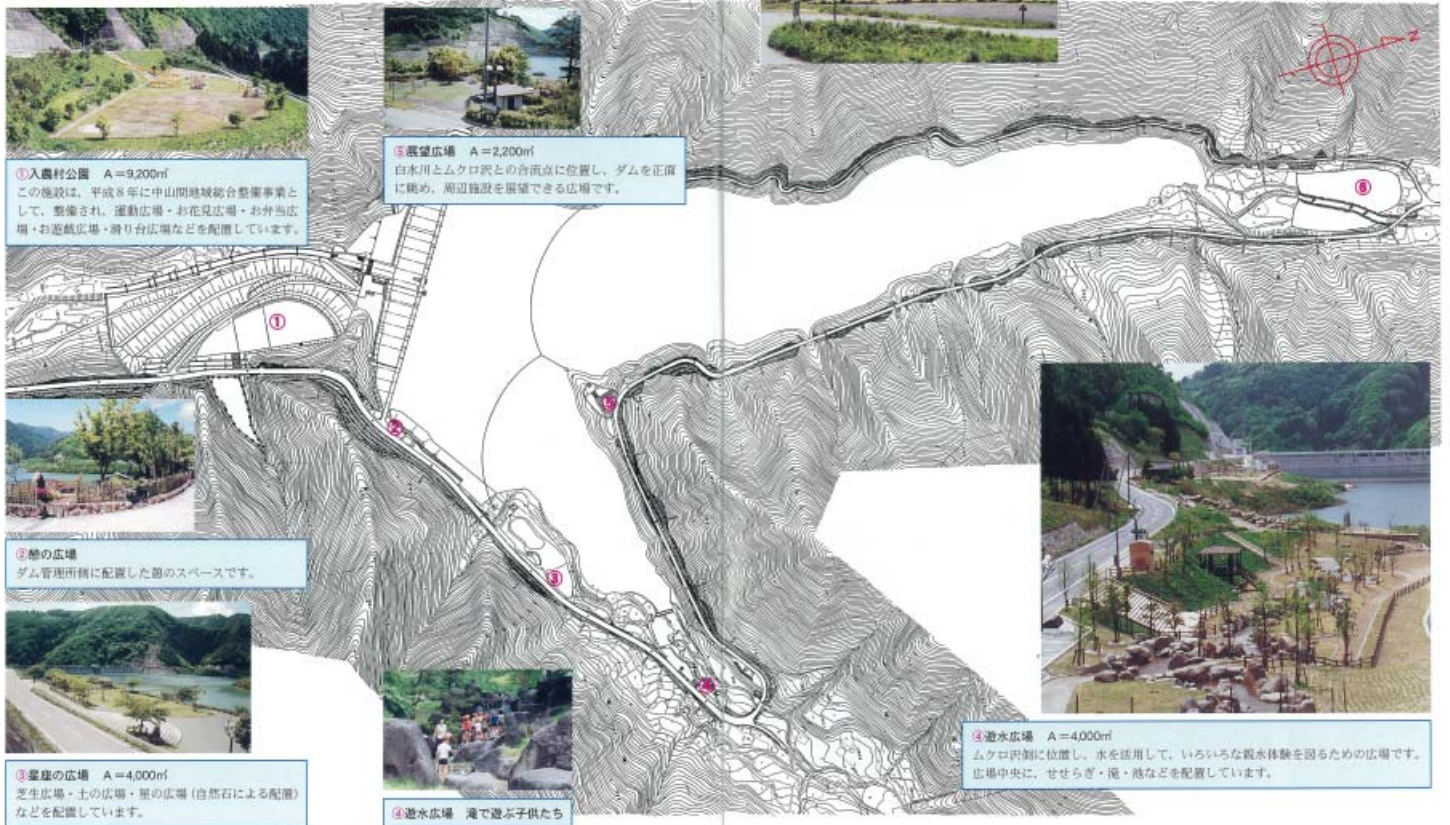 ①入農村公園 A=9,200㎡
この施設は、平成8年に中山間地域総合整備事業と
して、整備され、運動広場・お花見広場・お弁当広
場・お遊戯広場・滑り台広場などを配置しています。
⑤展望広場 A=2,200㎡
白水川とムクロ沢との合流点に位置し、ダムを正面
に眺め、周辺施設を展望できる広場です。
N
⑥
①
⑤
②
②憩の広場
ダム管理所側に配置した憩のスペースです。
③
④
③星座の広場 A=4,000㎡
芝生広場・土の広場・星の広場(自然石による配置)
などを配置しています。
④遊水広場 滝で遊ぶ子供たち
④遊水広場 A=4,000㎡
ムクロ沢側に位置し、水を活用して、いろいろな親水体験を図るための広場です。
広場中央に、せせらぎ・滝・池などを配置しています。